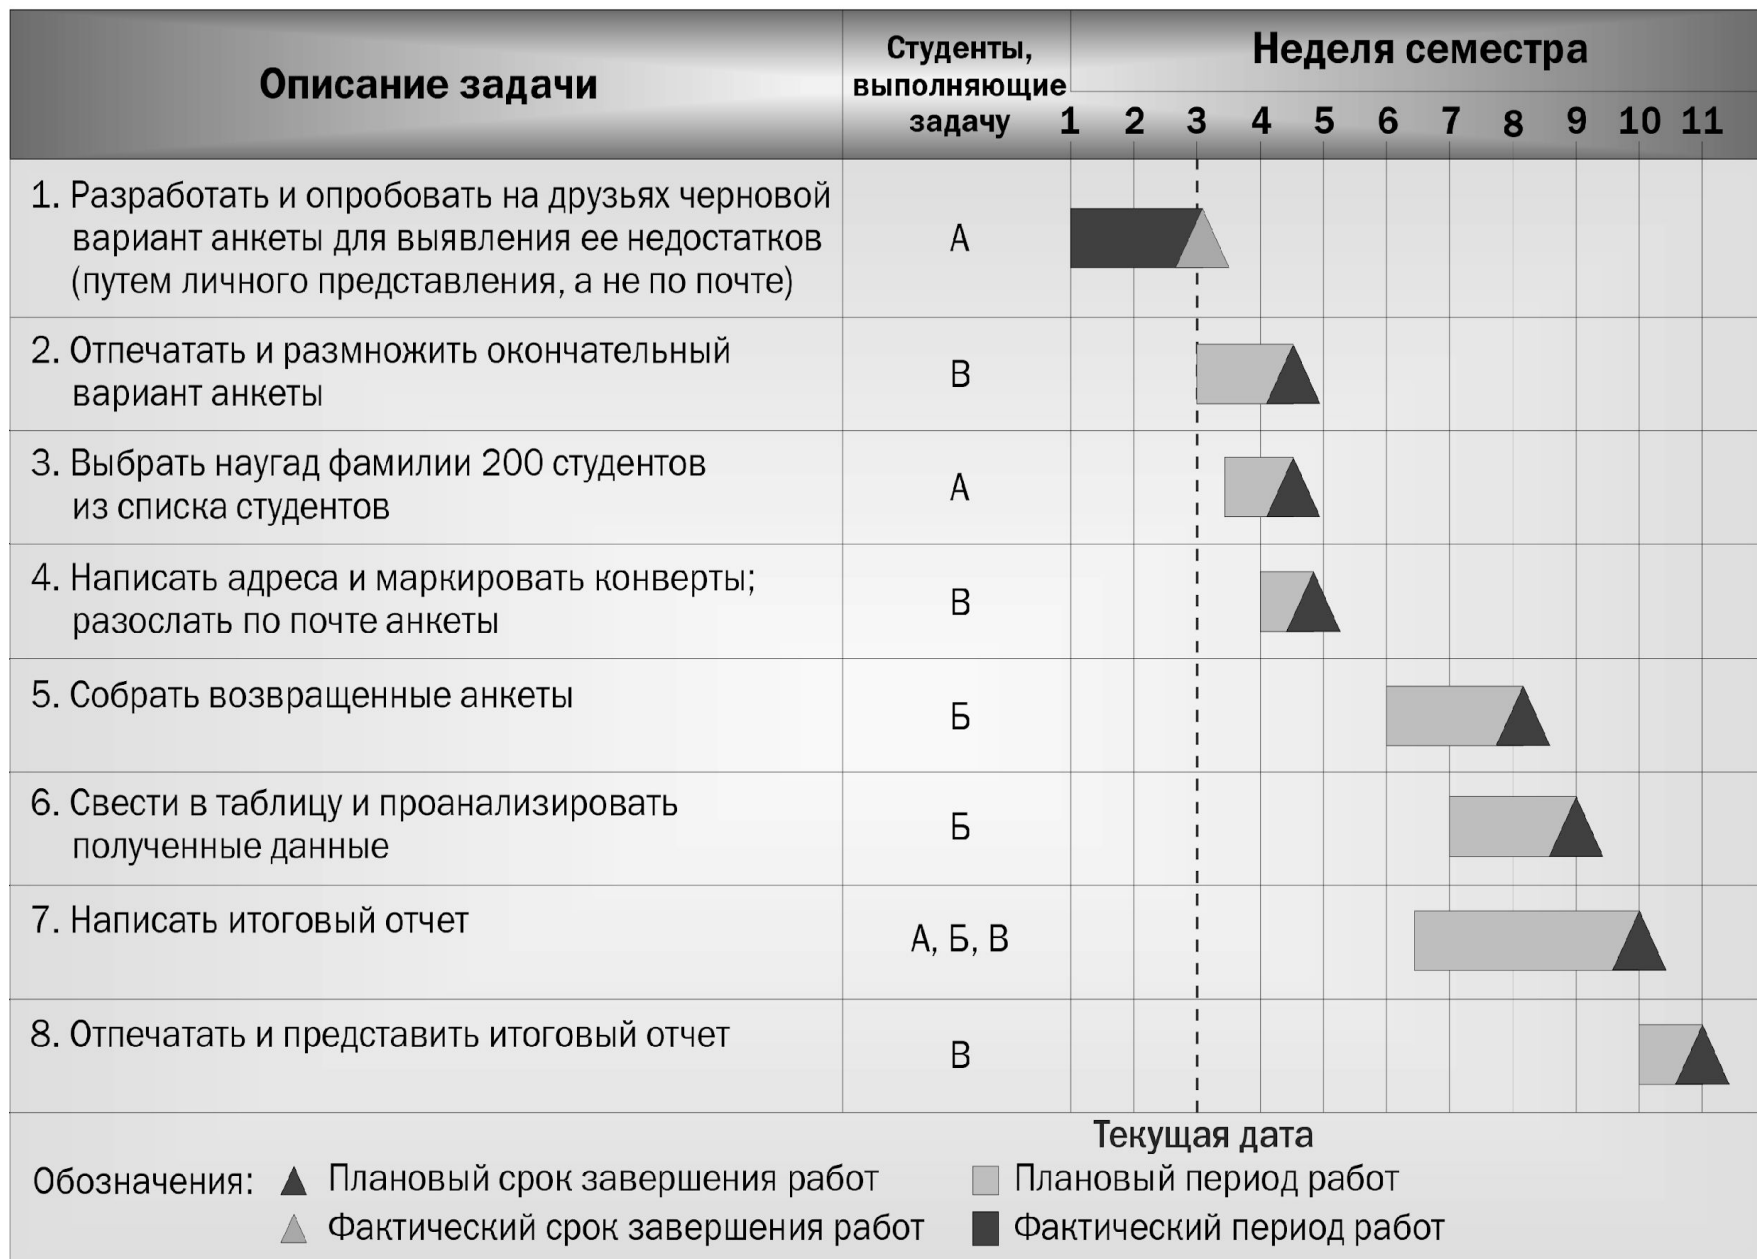 Описание задачи
Студенты,
выполняющие
задачу
Неделя семестра
1 2 3 4 5 6 7 8 9 10 11
1. Разработать и опробовать на друзьях черновой
вариант анкеты для выявления ее недостатков
(путем личного представления, а не по почте)
А
2. Отпечатать и размножить окончательный
вариант анкеты
В
3. Выбрать наугад фамилии 200 студентов
из списка студентов
А
4. Написать адреса и маркировать конверты;
разослать по почте анкеты
В
5. Собрать возвращенные анкеты
Б
6. Свести в таблицу и проанализировать
полученные данные
Б
7. Написать итоговый отчет
А, Б, В
8. Отпечатать и представить итоговый отчет
В
Текущая дата
Обозначения:
Плановый срок завершения работ
Плановый период работ
Фактический срок завершения работ
Фактический период работ